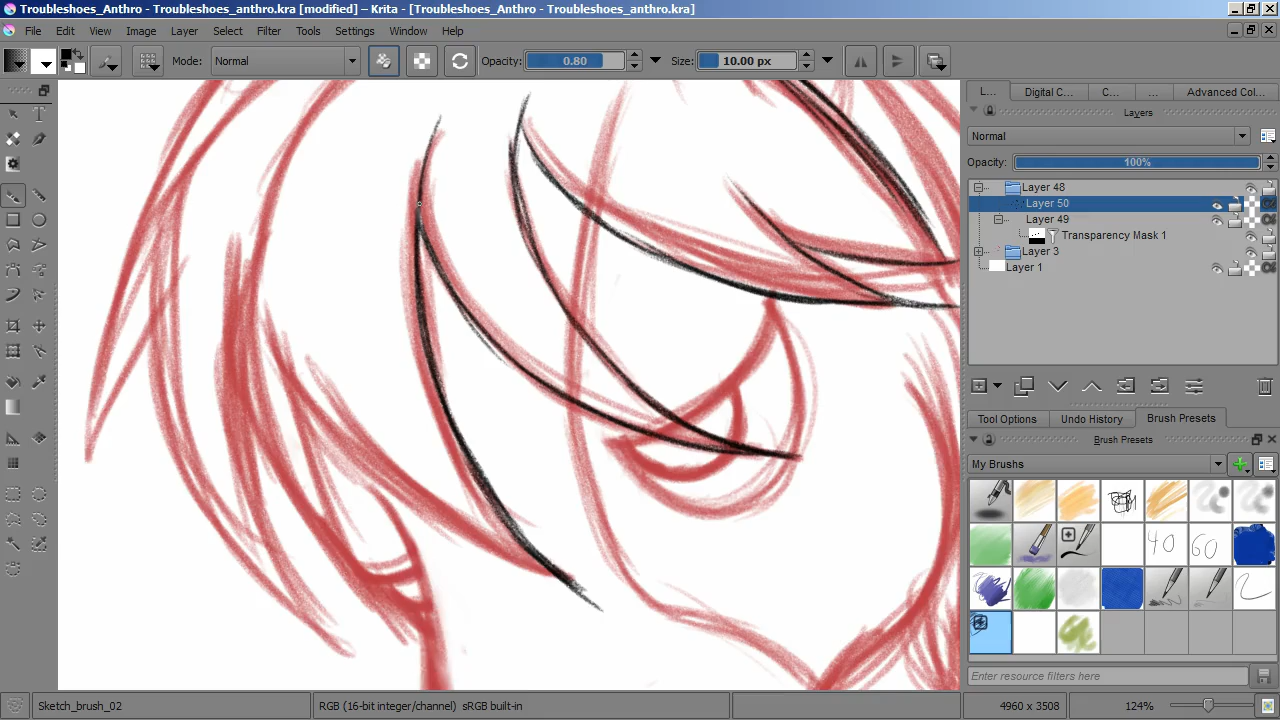 Troubleshoes_Anthro - Troubleshoes_anthro.kra [modified] – Krita - [Troubleshoes_Anthro - Troubleshoes_anthro.kra]
File Edit View Image Layer Select Filter Tools Settings Window Help
Mode: Normal Opacity: 0.80 Size: 10.00 px
L... Digital C... C... ... Advanced Col...
Layers
Normal
Opacity: 100%
Layer 48
Layer 50
Layer 49
Transparency Mask 1
Layer 3
Layer 1
Tool Options Undo History Brush Presets
Brush Presets
My Brushes
40 60
Enter resource filters here
Sketch_brush_02 RGB (16-bit integer/channel) sRGB built-in 4960 x 3508 124%